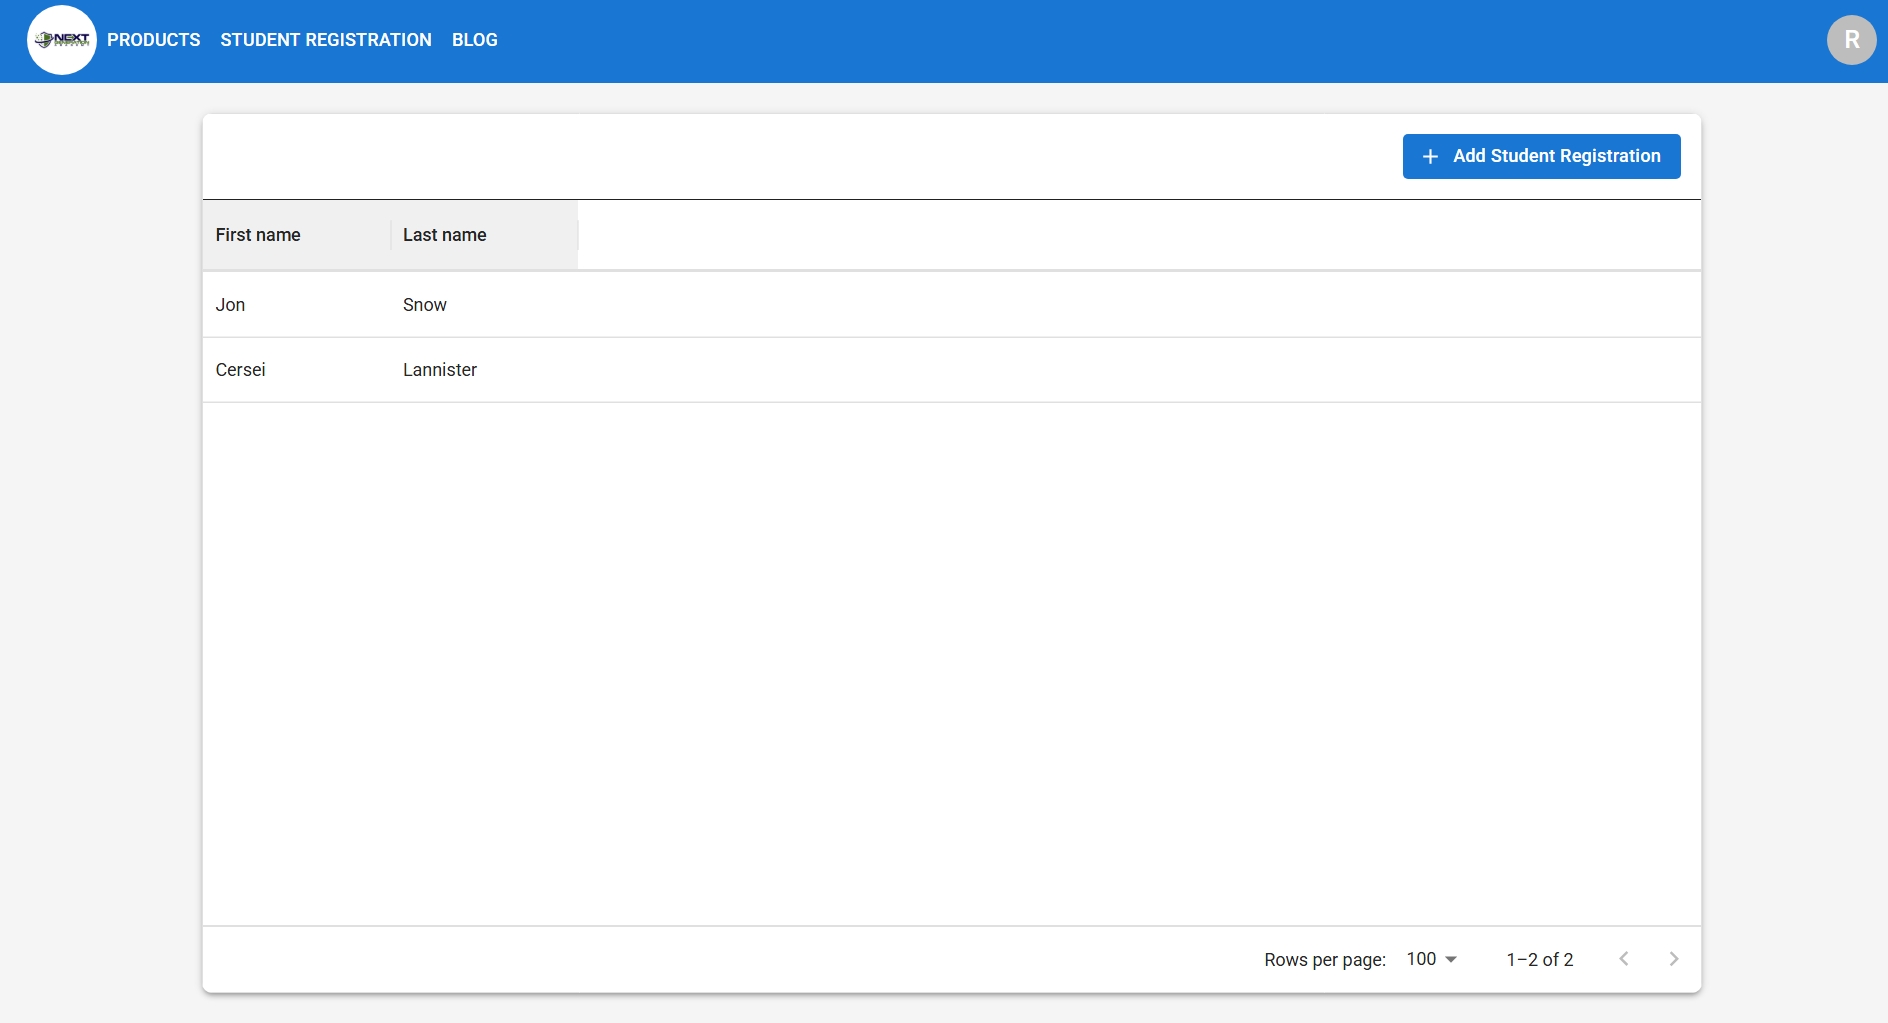 NEXT
PRODUCTS STUDENT REGISTRATION BLOG
R
Add Student Registration
First name Last name
Jon Snow
Cersei Lannister
Rows per page: 100 1–2 of 2